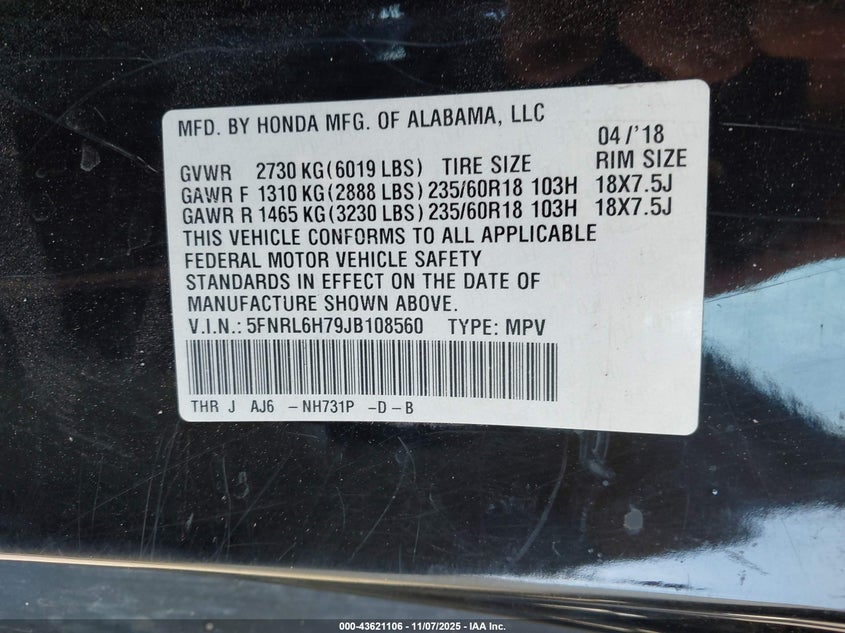 MFD. BY HONDA MFG. OF ALABAMA, LLC
04/'18
GVWR 2730 KG(6019 LBS) TIRE SIZE RIM SIZE
GAWR F 1310 KG(2888 LBS) 235/60R18 103H 18X7.5J
GAWR R 1465 KG(3230 LBS) 235/60R18 103H 18X7.5J
THIS VEHICLE CONFORMS TO ALL APPLICABLE
FEDERAL MOTOR VEHICLE SAFETY
STANDARDS IN EFFECT ON THE DATE OF
MANUFACTURE SHOWN ABOVE.
V.I.N.: 5FNRL6H79JB108560 TYPE: MPV
THR J AJ6 -NH731P -D-B
000-43621106 - 11/07/2025 - IAA Inc.